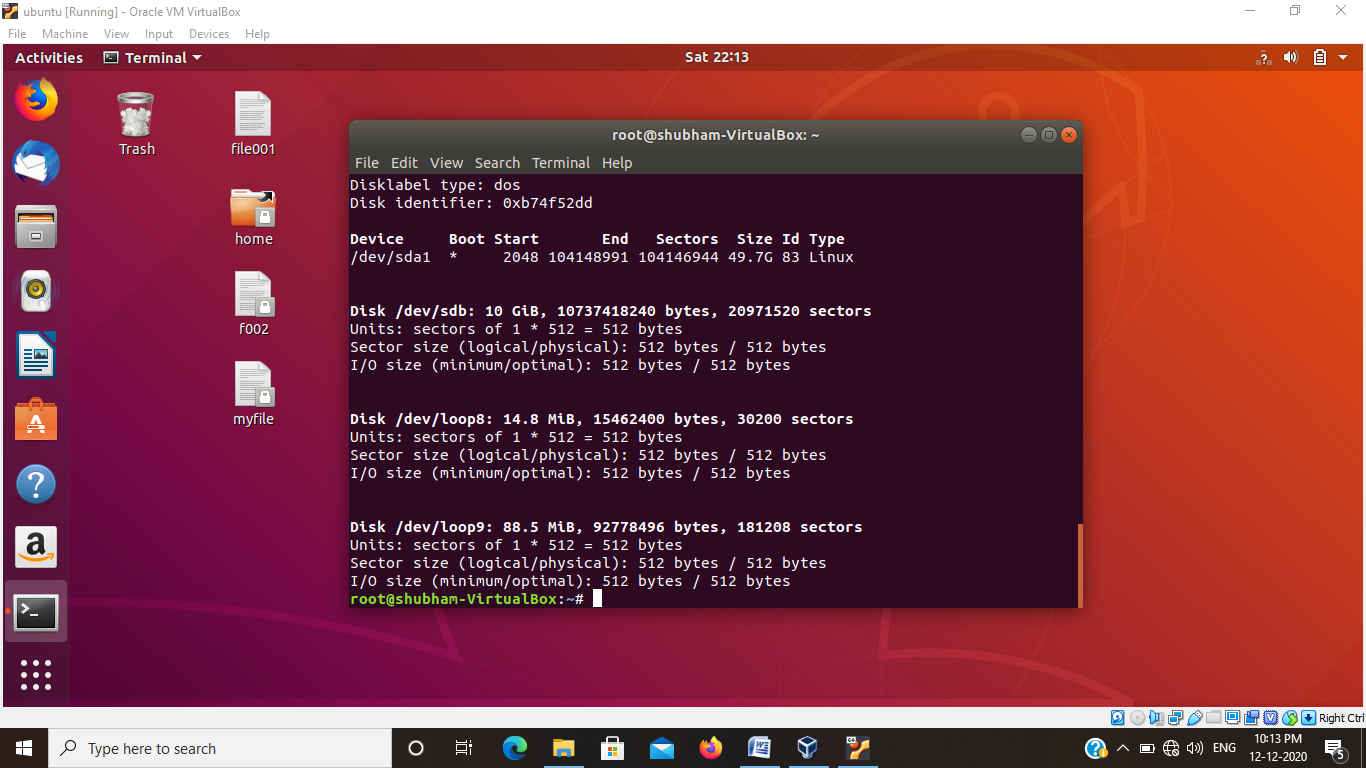 ubuntu [Running] - Oracle VM VirtualBox
File Machine View Input Devices Help
Activities Terminal Sat 22:13
Trash
file001
home
f002
myfile
root@shubham-VirtualBox: ~
File Edit View Search Terminal Help
Disklabel type: dos
Disk identifier: 0xb74f52dd
Device Boot Start End Sectors Size Id Type
/dev/sda1 * 2048 104148991 104146944 49.7G 83 Linux
Disk /dev/sdb: 10 GiB, 10737418240 bytes, 20971520 sectors
Units: sectors of 1 * 512 = 512 bytes
Sector size (logical/physical): 512 bytes / 512 bytes
I/O size (minimum/optimal): 512 bytes / 512 bytes
Disk /dev/loop8: 14.8 MiB, 15462400 bytes, 30200 sectors
Units: sectors of 1 * 512 = 512 bytes
Sector size (logical/physical): 512 bytes / 512 bytes
I/O size (minimum/optimal): 512 bytes / 512 bytes
Disk /dev/loop9: 88.5 MiB, 92778496 bytes, 181208 sectors
Units: sectors of 1 * 512 = 512 bytes
Sector size (logical/physical): 512 bytes / 512 bytes
I/O size (minimum/optimal): 512 bytes / 512 bytes
root@shubham-VirtualBox:~#
Right Ctrl
Type here to search
ENG
10:13 PM
12-12-2020
5